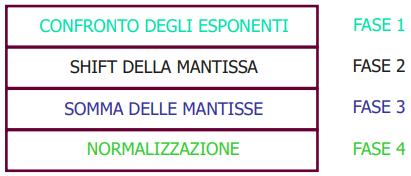 CONFRONTO DEGLI ESPONENTI FASE 1
SHIFT DELLA MANTISSA FASE 2
SOMMA DELLE MANTISSE FASE 3
NORMALIZZAZIONE FASE 4